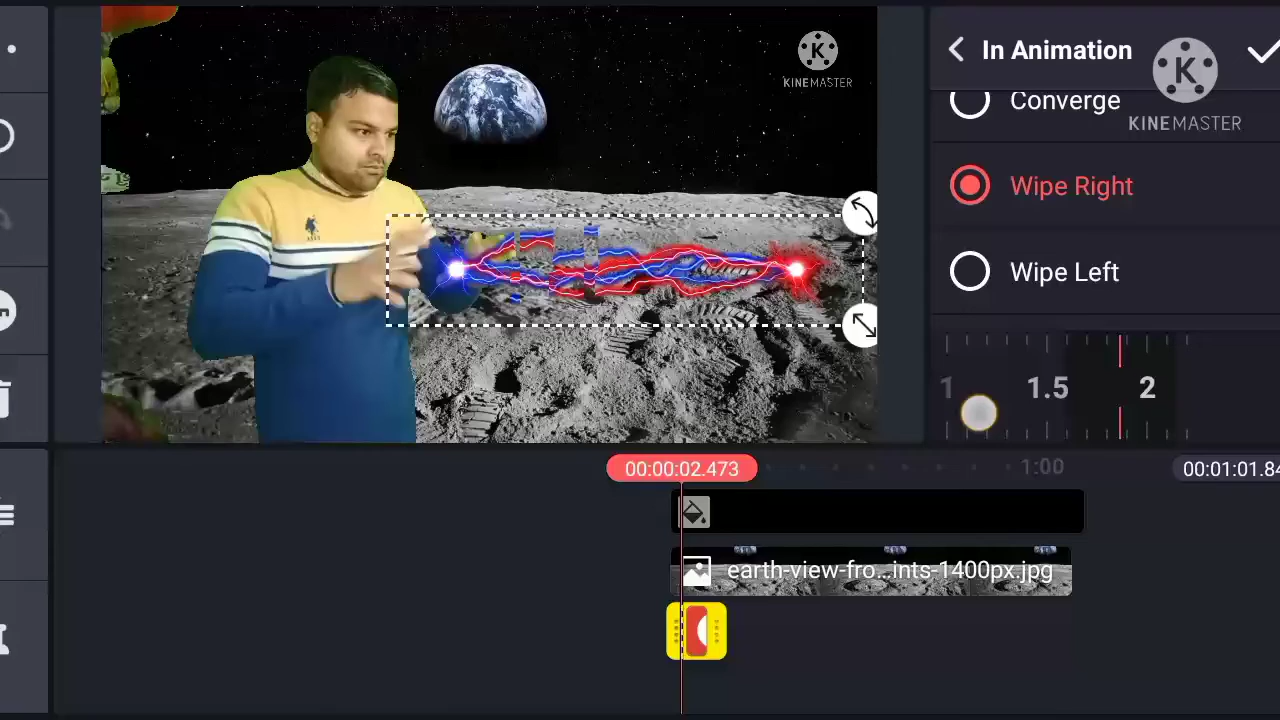 In Animation
K
KINEMASTER
Converge
K
KINEMASTER
Wipe Right
Wipe Left
1 1.5 2
00:00:02.473
1:00
00:01:01.84
earth-view-fro...ints-1400px.jpg